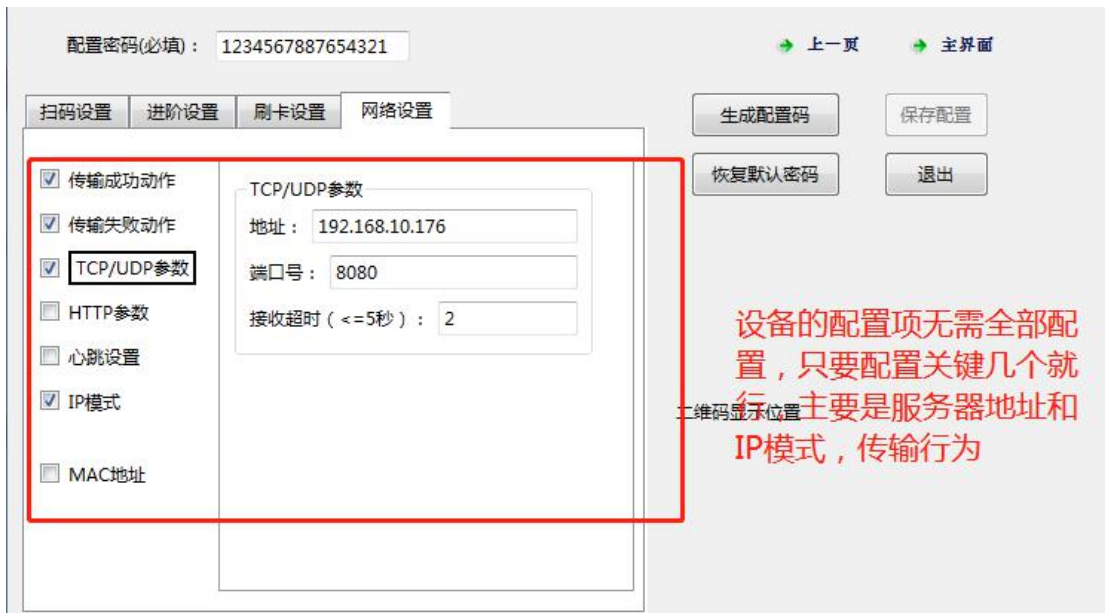 配置密码(必填)： 1234567887654321
上一页 主界面
扫码设置 进阶设置 刷卡设置 网络设置
生成配置码 保存配置
恢复默认密码 退出
传输成功动作
传输失败动作
TCP/UDP参数
HTTP参数
心跳设置
IP模式
MAC地址
TCP/UDP参数
地址： 192.168.10.176
端口号： 8080
接收超时（<=5秒）： 2
二维码显示位置
设备的配置项无需全部配
置，只要配置关键几个就
行，主要是服务器地址和
IP模式，传输行为